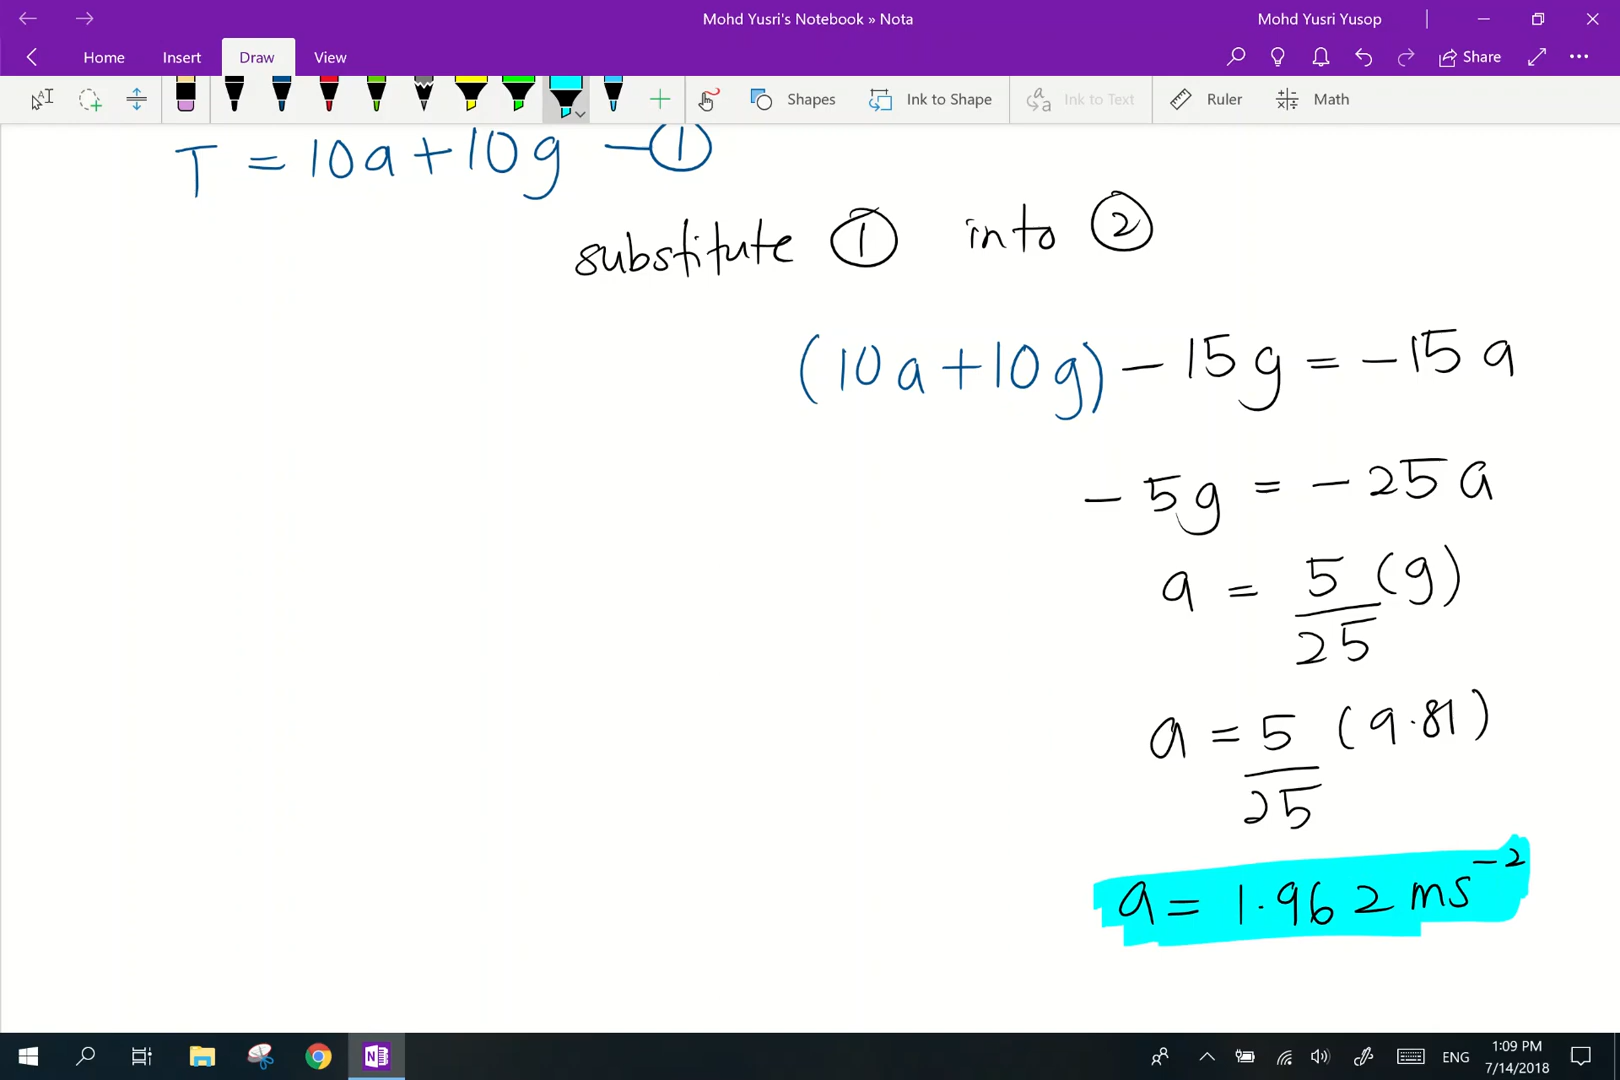 Mohd Yusri's Notebook » Nota
Mohd Yusri Yusop
Home Insert Draw View Share
Shapes Ink to Shape Ink to Text Ruler Math
T = 10a + 10g — ①
substitute ① into ②
(10a + 10g) - 15g = -15a
- 5g = - 25a
a = 5/25 (g)
a = 5/25 (9.81)
a = 1.962 ms⁻²
ENG
1:09 PM
7/14/2018